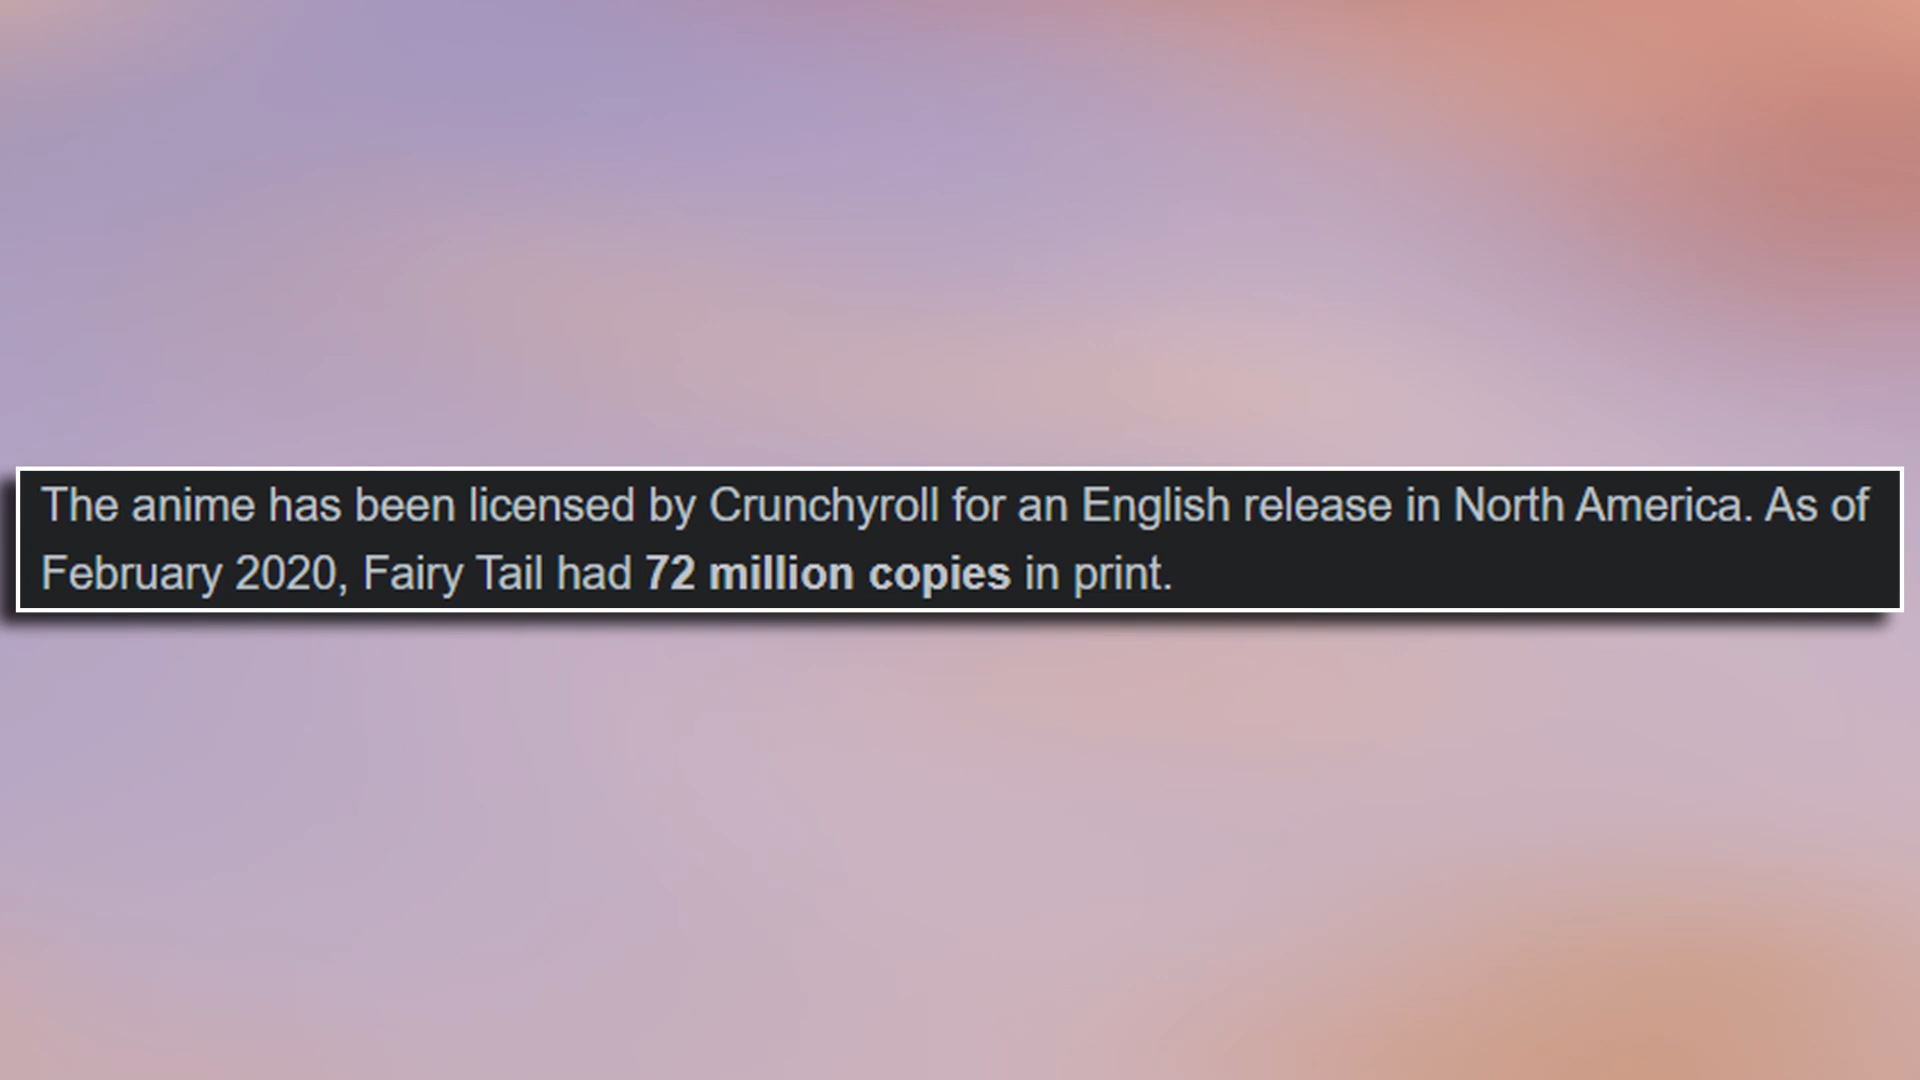 The anime has been licensed by Crunchyroll for an English release in North America. As of
February 2020, Fairy Tail had 72 million copies in print.